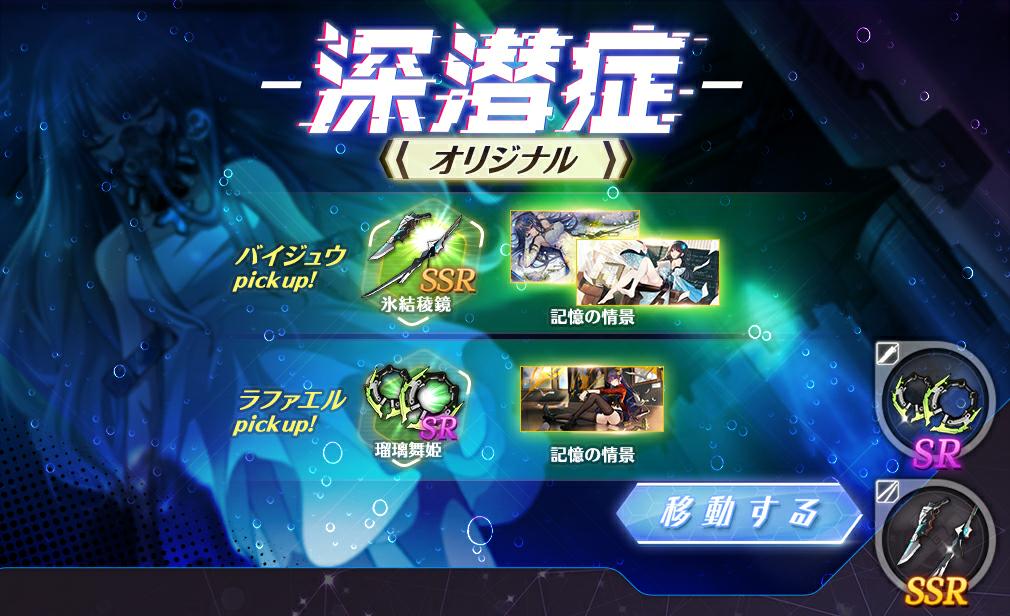 深潜症
オリジナル
バイジュウ
pickup!
SSR
氷結稜鏡
記憶の情景
ラファエル
pickup!
SR
瑠璃舞姫
記憶の情景
SR
移動する
SSR